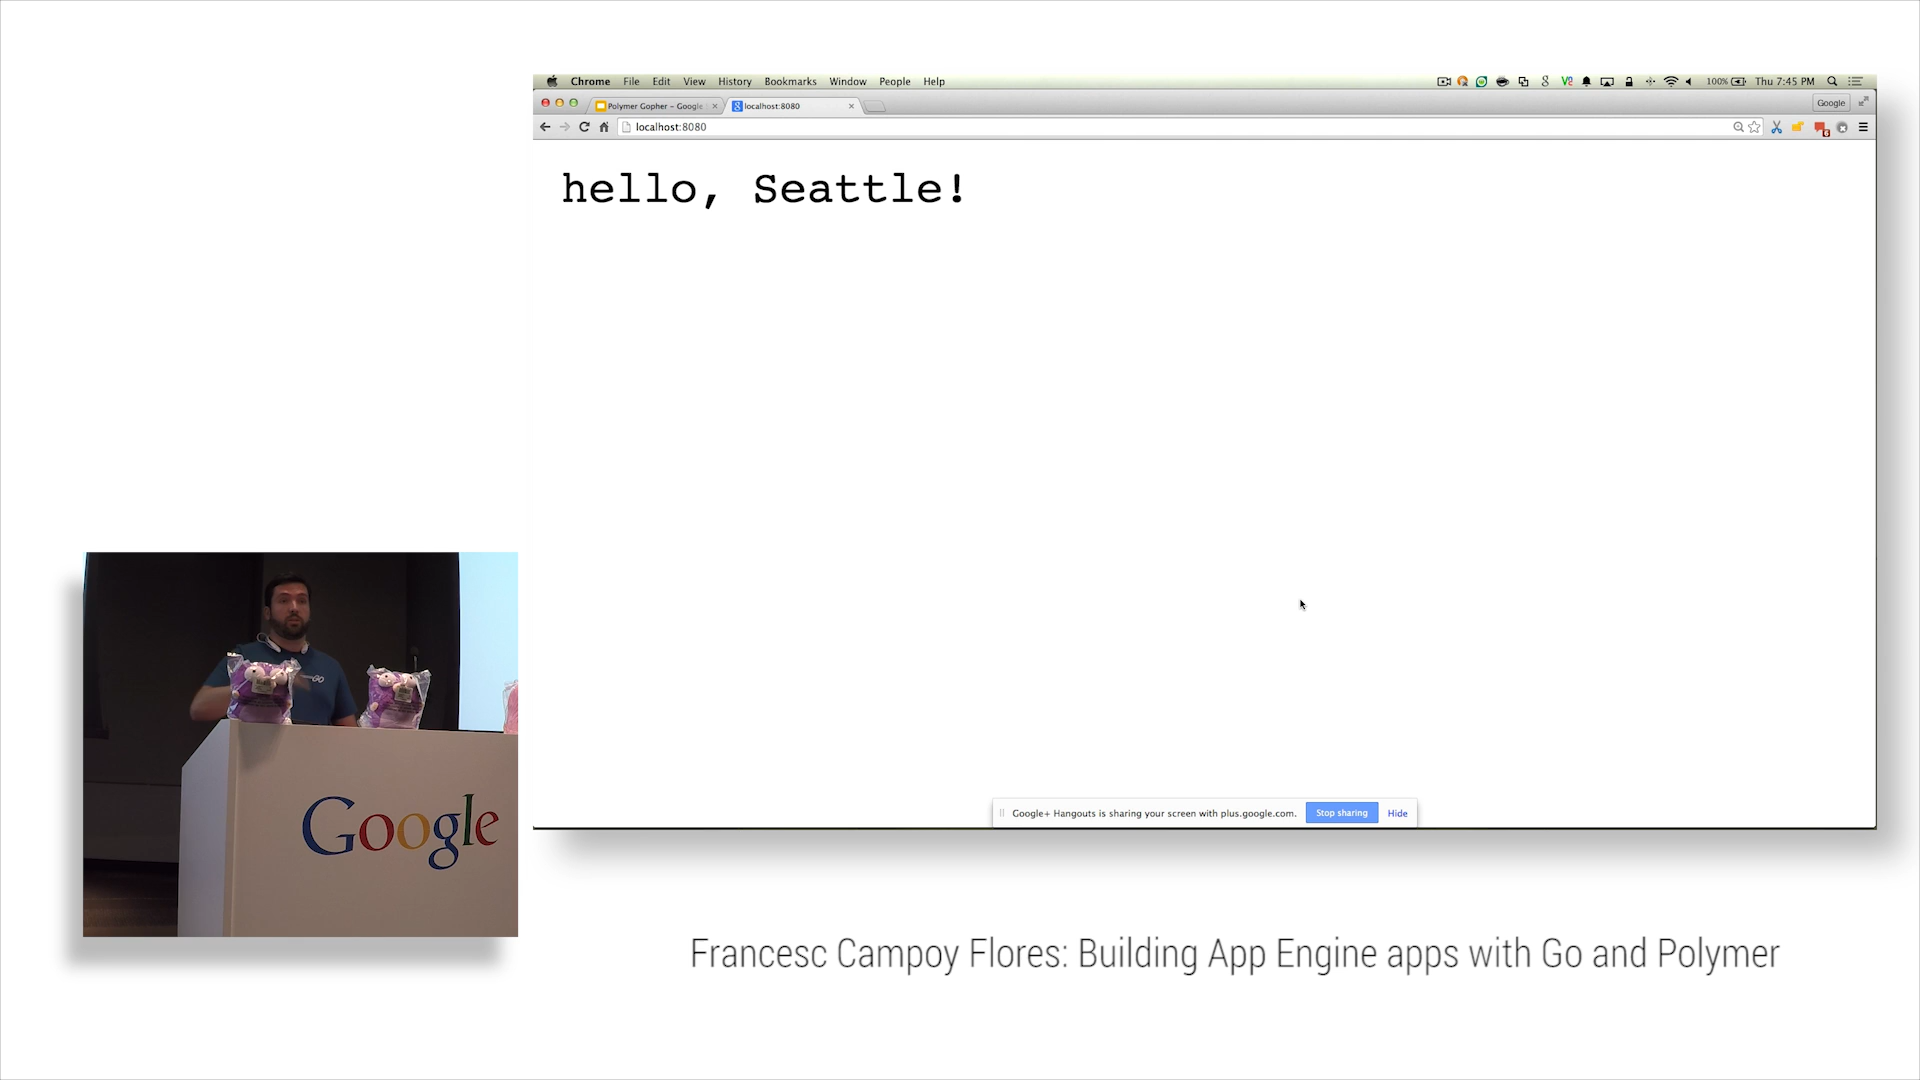 Chrome File Edit View History Bookmarks Window People Help
100% Thu 7:45 PM
Polymer Gopher - Google
localhost:8080
Google
localhost:8080
hello, Seattle!
GO
Google+ Hangouts is sharing your screen with plus.google.com. Stop sharing Hide
Google
Francesc Campoy Flores: Building App Engine apps with Go and Polymer